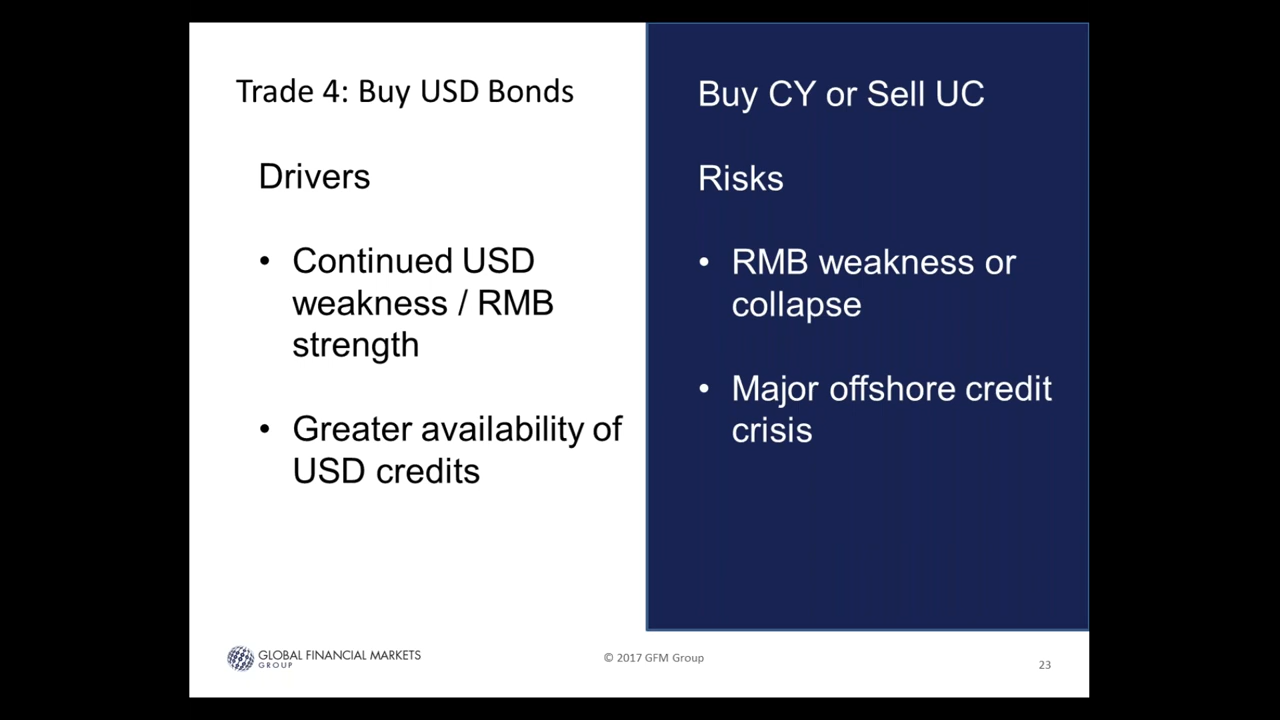 Trade 4: Buy USD Bonds
Drivers
• Continued USD
weakness / RMB
strength
• Greater availability of
USD credits
Buy CY or Sell UC
Risks
• RMB weakness or
collapse
• Major offshore credit
crisis
GLOBAL FINANCIAL MARKETS
GROUP
© 2017 GFM Group
23